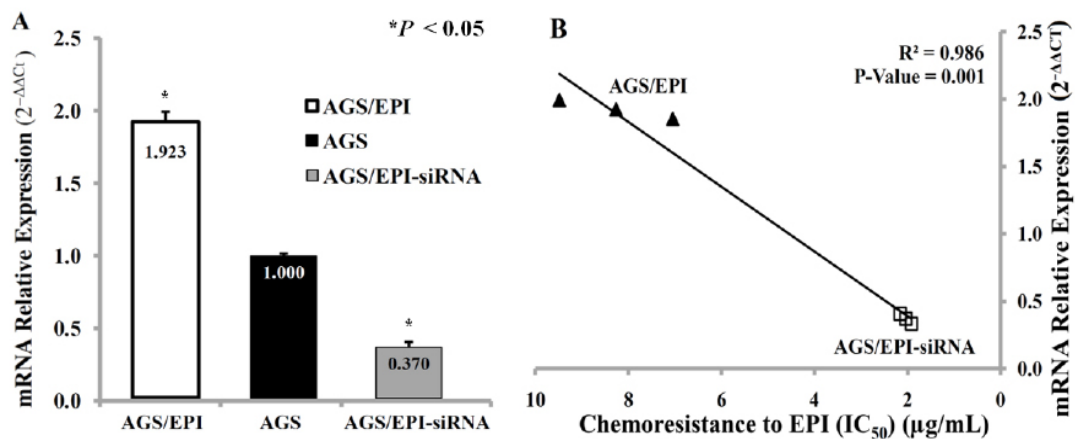 A
*P < 0.05
mRNA Relative Expression (2⁻ΔΔCt)
2.5
2.0
1.5
1.0
0.5
0.0
*
1.923
1.000
*
0.370
AGS/EPI
AGS
AGS/EPI-siRNA
AGS/EPI
AGS
AGS/EPI-siRNA
B
R² = 0.986
P-Value = 0.001
AGS/EPI
AGS/EPI-siRNA
2.5
2.0
1.5
1.0
0.5
0.0
mRNA Relative Expression (2⁻ΔΔCT)
10
8
6
4
2
0
Chemoresistance to EPI (IC₅₀) (µg/mL)